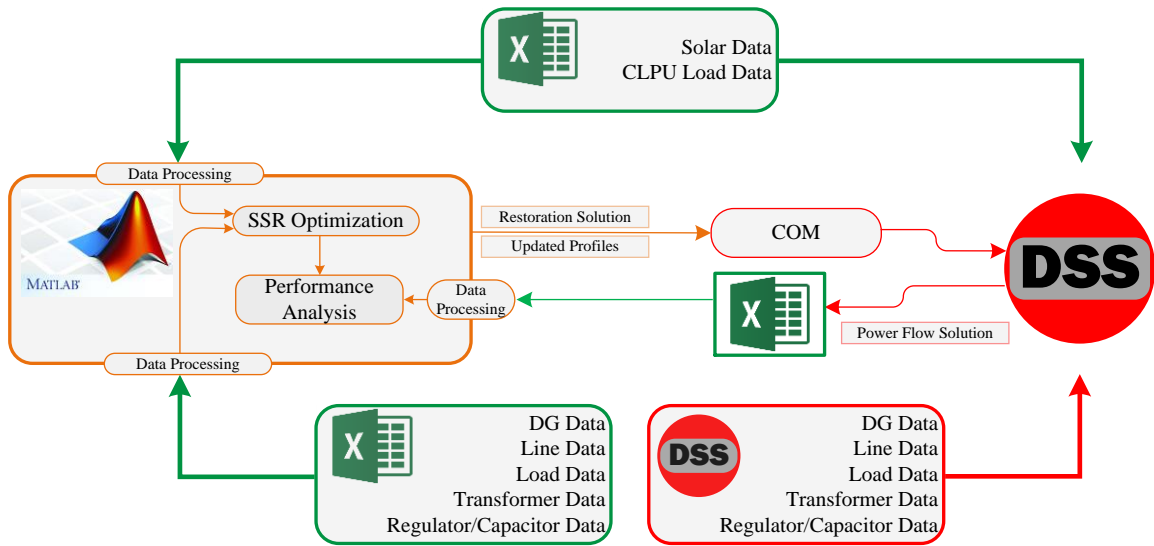 X
Solar Data
CLPU Load Data
Data Processing
MATLAB
SSR Optimization
Performance
Analysis
Data Processing
Restoration Solution
Updated Profiles
Data
Processing
COM
DSS
X
Power Flow Solution
X
DG Data
Line Data
Load Data
Transformer Data
Regulator/Capacitor Data
DSS
DG Data
Line Data
Load Data
Transformer Data
Regulator/Capacitor Data